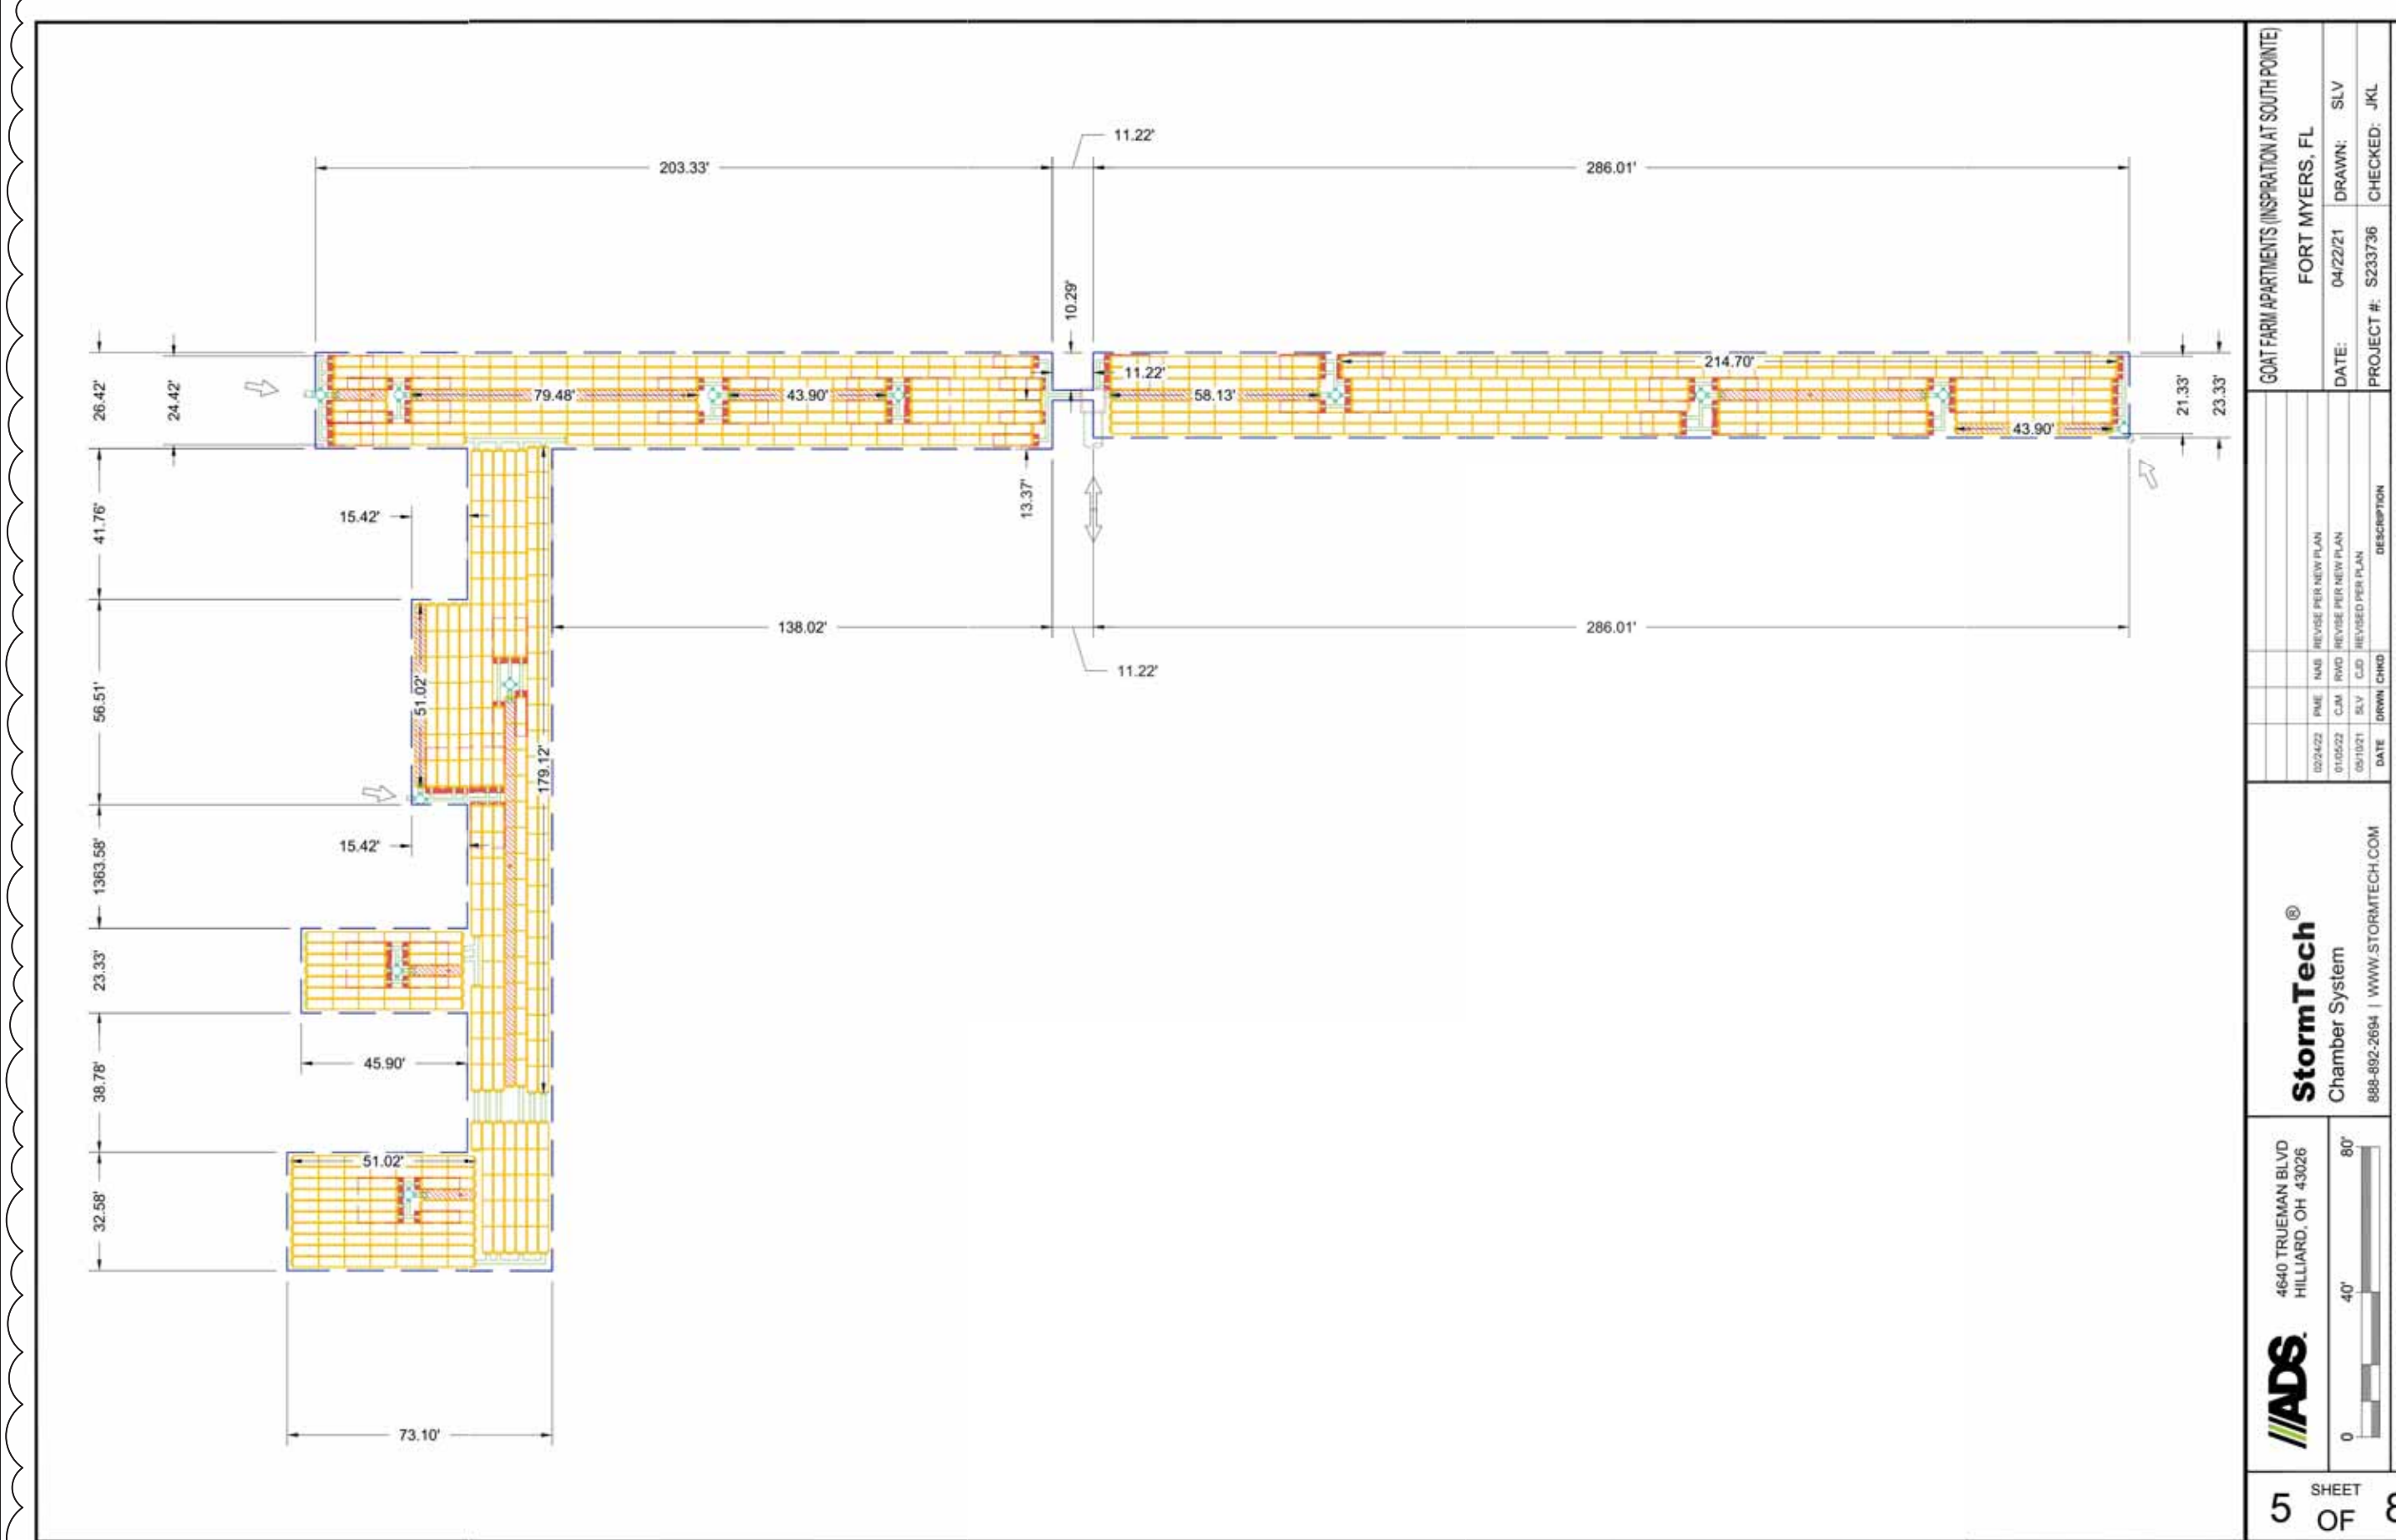 11.22'
203.33'
286.01'
10.29'
26.42'
24.42'
79.48'
43.90'
11.22'
58.13'
214.70'
43.90'
21.33'
23.33'
41.76'
15.42'
13.37'
138.02'
286.01'
11.22'
56.51'
51.02'
179.12'
15.42'
1363.58'
23.33'
45.90'
38.78'
51.02'
32.58'
73.10'
GOAT FARM APARTMENTS (INSPIRATION AT SOUTH POINTE)
FORT MYERS, FL
DATE: 04/22/21 DRAWN: SLV
PROJECT #: S233736 CHECKED: JKL
02/24/22 PME NAB REVISE PER NEW PLAN
01/05/22 CJM RWD REVISE PER NEW PLAN
05/10/21 SLV CJD REVISED PER PLAN
DATE DRWN CHKD DESCRIPTION
StormTech®
Chamber System
888-892-2694 | WWW.STORMTECH.COM
4640 TRUEMAN BLVD
HILLIARD, OH 43026
ADS.
0 40' 80'
SHEET
5 OF 8